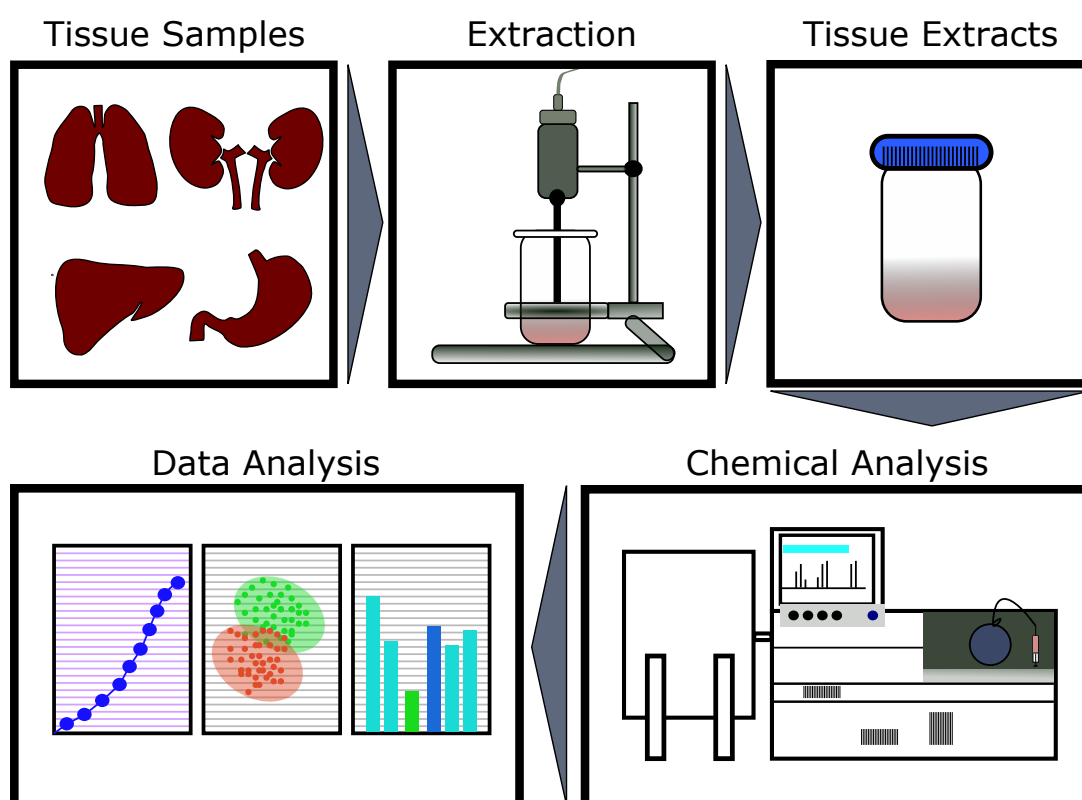 Tissue Samples
Extraction
Tissue Extracts
Data Analysis
Chemical Analysis